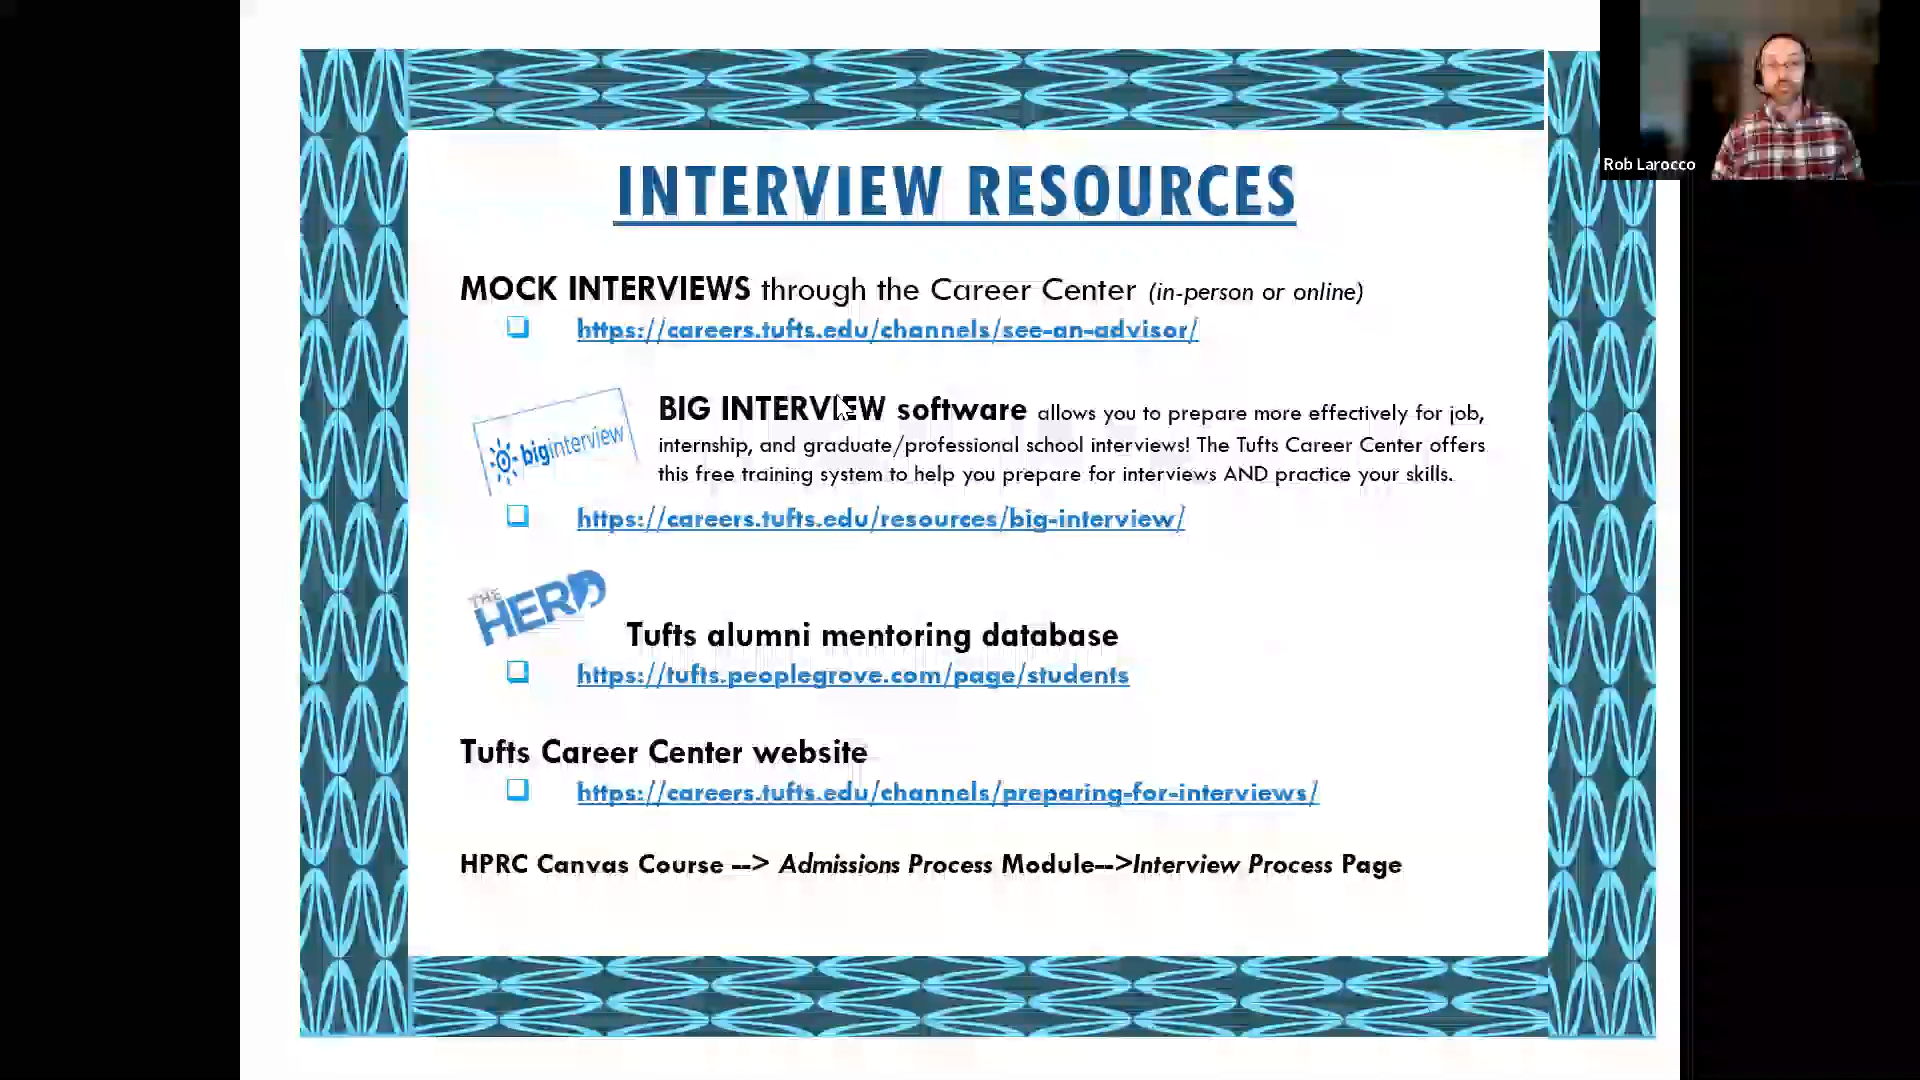 INTERVIEW RESOURCES
Rob Larocco
MOCK INTERVIEWS through the Career Center (in-person or online)
https://careers.tufts.edu/channels/see-an-advisor/
biginterview
BIG INTERVIEW software allows you to prepare more effectively for job,
internship, and graduate/professional school interviews! The Tufts Career Center offers
this free training system to help you prepare for interviews AND practice your skills.
https://careers.tufts.edu/resources/big-interview/
THE
HERD
Tufts alumni mentoring database
https://tufts.peoplegrove.com/page/students
Tufts Career Center website
https://careers.tufts.edu/channels/preparing-for-interviews/
HPRC Canvas Course --> Admissions Process Module-->Interview Process Page